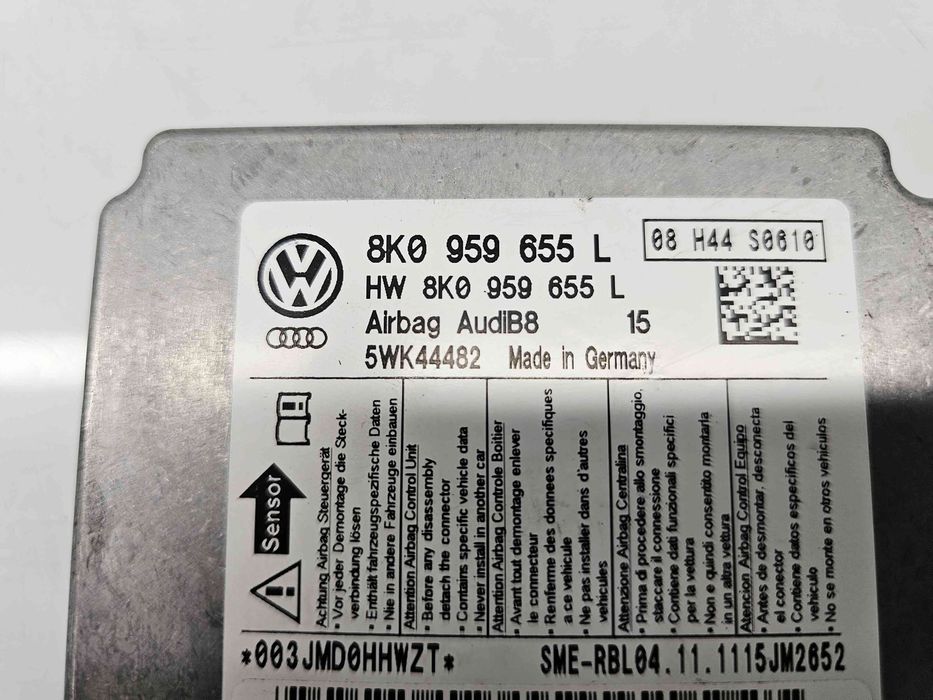 8K0 959 655 L
08 H44 S0610
HW 8K0 959 655 L
Airbag AudiB8 15
5WK44482 Made in Germany
Sensor
Achtung Airbag Steuergerät
• Vor jeder Demontage die Steck-
verbindung lösen
• Enthält fahrzeugspezifische Daten
• Nie in andere Fahrzeuge einbauen
Attention Airbag Control Unit
• Before any disassembly
detach the connector
• Contains specific vehicle data
• Never install in another car
Attention Airbag Controle Boitier
• Avant tout demontage enlever
le connecteur
• Renferme des donnees specifiques
a ce vehicule
• Ne pas installer dans d'autres
vehicules
Attenzione Airbag Centralina
• Prima di procedere allo smontaggio,
staccare il connessione
• Contiene dati funzionali specifici
per la vettura
• Non e quindi consentito montarla
in un altra vettura
Atencion Airbag Control Equipo
• Antes de desmontar, desconecta
el conector
• Contiene datos específicos del
vehículo
• No se monte en otros vehículos
*003JMD0HHWZT* SME-RBL04.11.1115JM2652